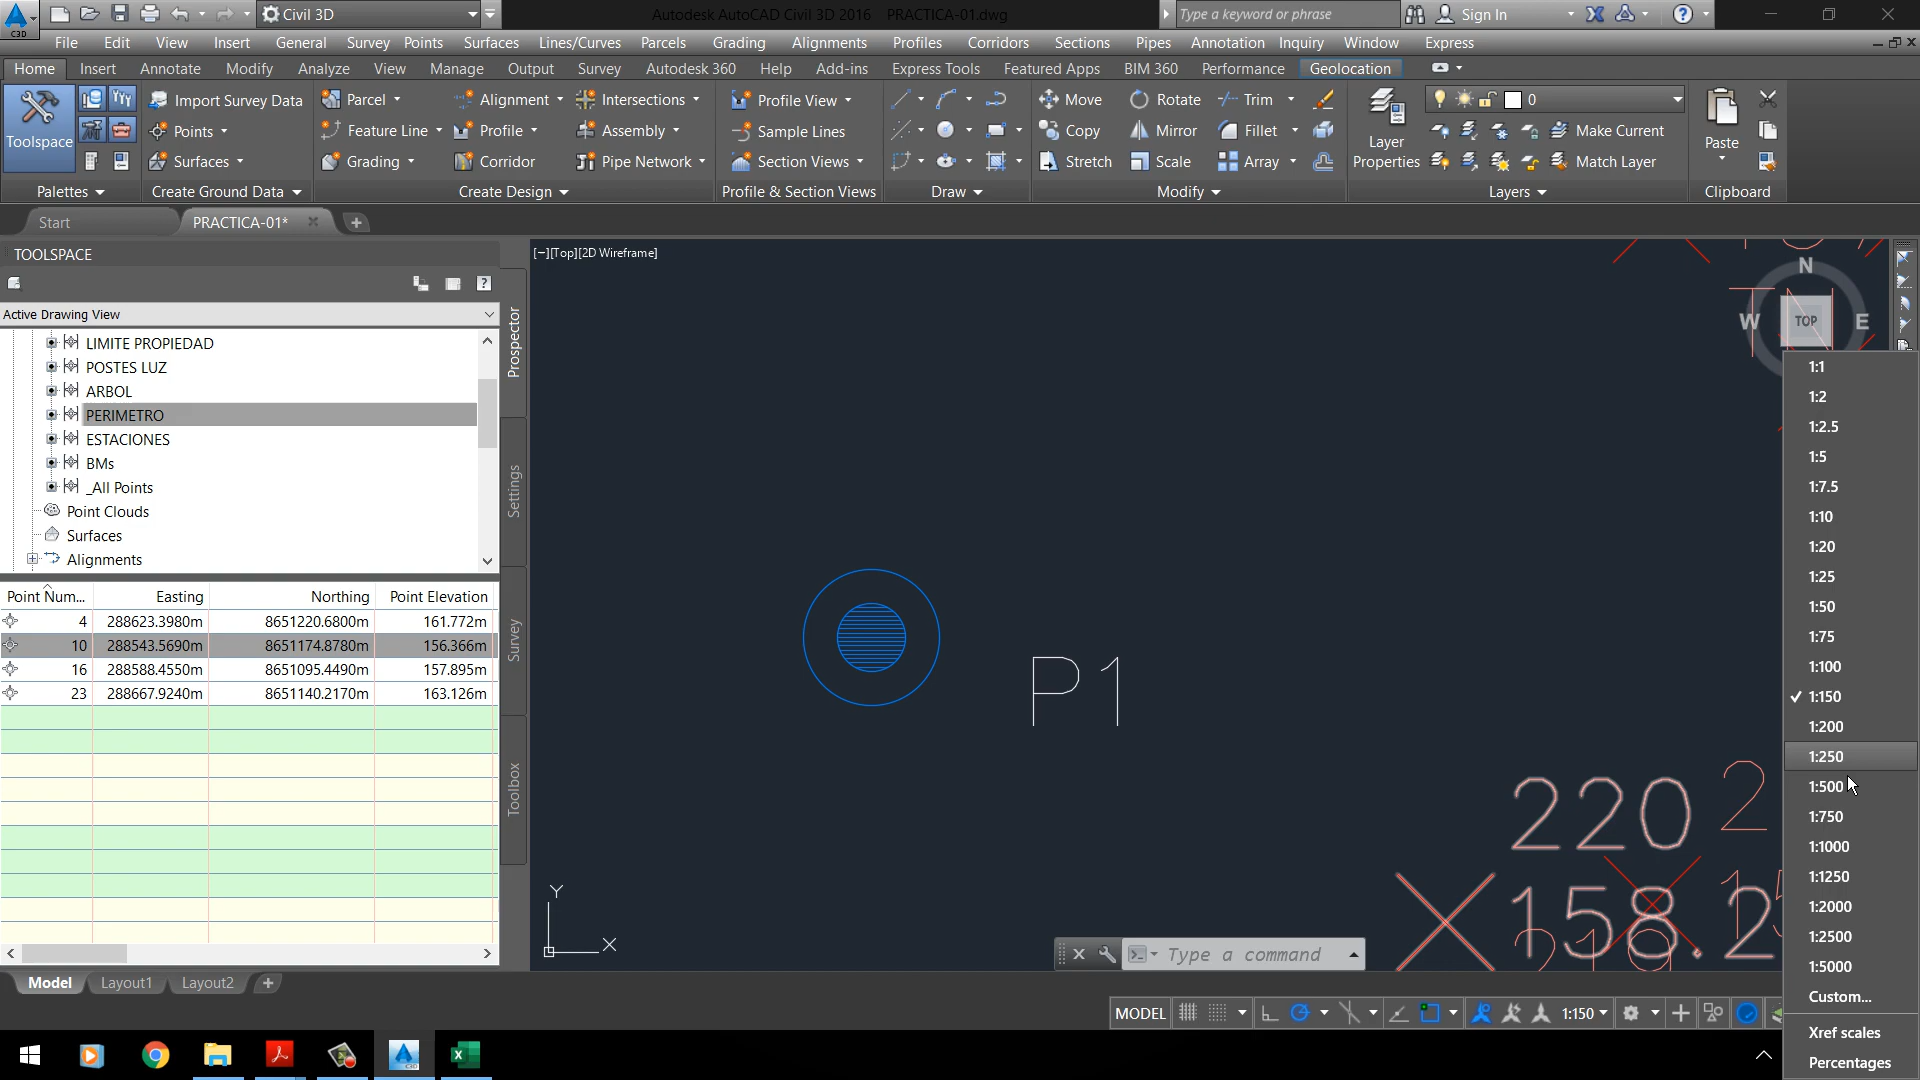 C3D
Civil 3D
Autodesk AutoCAD Civil 3D 2016 PRACTICA-01.dwg
Type a keyword or phrase
Sign In
File Edit View Insert General Survey Points Surfaces Lines/Curves Parcels Grading Alignments Profiles Corridors Sections Pipes Annotation Inquiry Window Express
Home Insert Annotate Modify Analyze View Manage Output Survey Autodesk 360 Help Add-ins Express Tools Featured Apps BIM 360 Performance Geolocation
Toolspace
Import Survey Data
Points
Surfaces
Parcel
Feature Line
Grading
Alignment
Profile
Corridor
Intersections
Assembly
Pipe Network
Profile View
Sample Lines
Section Views
Move
Copy
Stretch
Rotate
Mirror
Scale
Trim
Fillet
Array
Layer
Properties
0
Make Current
Match Layer
Paste
Palettes Create Ground Data Create Design Profile & Section Views Draw Modify Layers Clipboard
Start PRACTICA-01*
TOOLSPACE
Active Drawing View
LIMITE PROPIEDAD
POSTES LUZ
ARBOL
PERIMETRO
ESTACIONES
BMs
_All Points
Point Clouds
Surfaces
Alignments
Prospector
Settings
Survey
Toolbox
Point Num... Easting Northing Point Elevation
4 288623.3980m 8651220.6800m 161.772m
10 288543.5690m 8651174.8780m 156.366m
16 288588.4550m 8651095.4490m 157.895m
23 288667.9240m 8651140.2170m 163.126m
[−][Top][2D Wireframe]
N
W TOP E
P1
220
158.2
Y
X
Type a command
1:1
1:2
1:2.5
1:5
1:7.5
1:10
1:20
1:25
1:50
1:75
1:100
1:150
1:200
1:250
1:500
1:750
1:1000
1:1250
1:2000
1:2500
1:5000
Custom...
Xref scales
Percentages
Model Layout1 Layout2
MODEL 1:150